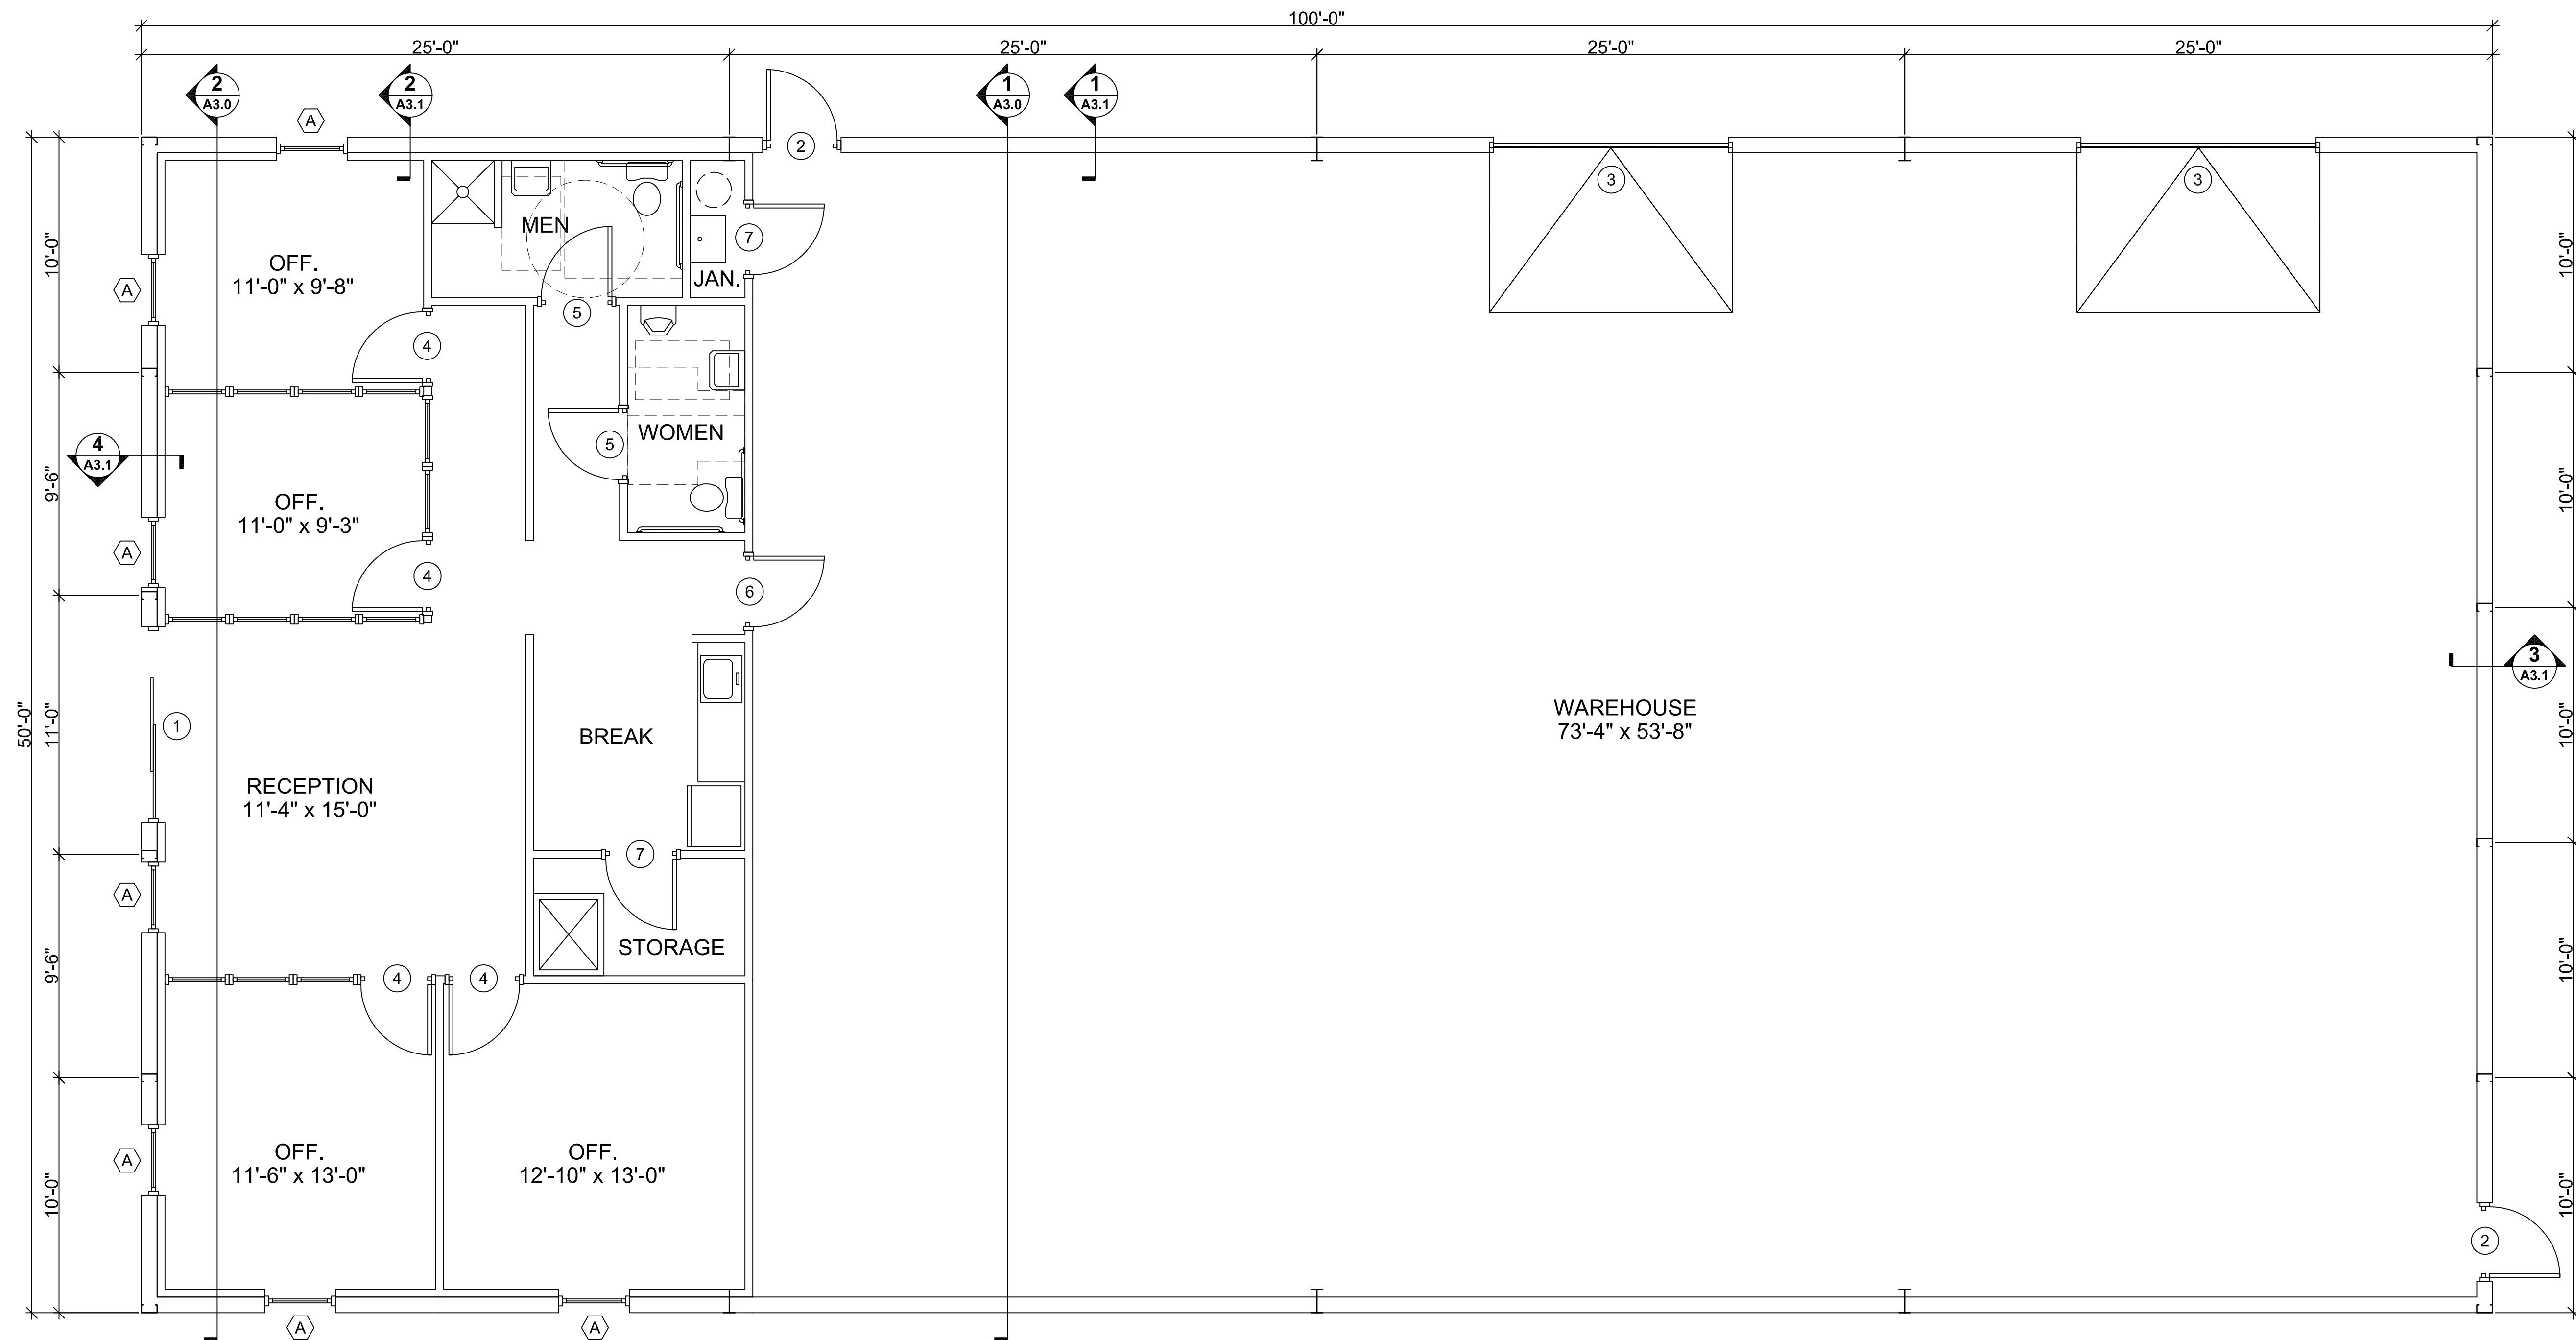 100'-0"
25'-0"
25'-0"
25'-0"
25'-0"
2
A3.0
2
A3.1
1
A3.0
1
A3.1
A
2
3
3
MEN
7
10'-0"
10'-0"
OFF.
11'-0" x 9'-8"
JAN.
A
5
4
WOMEN
5
4
A3.1
9'-6"
10'-0"
OFF.
11'-0" x 9'-3"
A
4
6
3
A3.1
50'-0"
11'-0"
1
BREAK
WAREHOUSE
73'-4" x 53'-8"
10'-0"
RECEPTION
11'-4" x 15'-0"
7
A
STORAGE
9'-6"
10'-0"
4
4
OFF.
11'-6" x 13'-0"
OFF.
12'-10" x 13'-0"
A
10'-0"
10'-0"
2
A
A